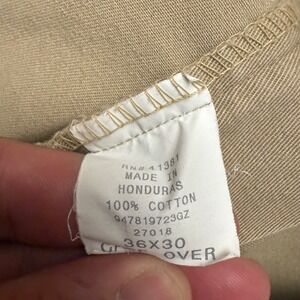 RN# 41381
MADE IN
HONDURAS
100% COTTON
947819723GZ
27018
36X30
OVER